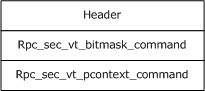 Header
Rpc_sec_vt_bitmask_command
Rpc_sec_vt_pcontext_command